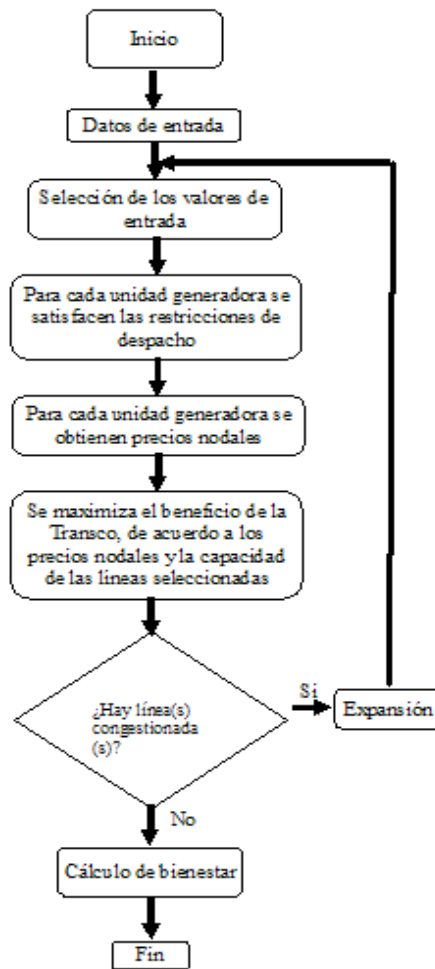 Inicio
Datos de entrada
Selección de los valores de
entrada
Para cada unidad generadora se
satisfacen las restricciones de
despacho
Para cada unidad generadora se
obtienen precios nodales
Se maximiza el beneficio de la
Transco, de acuerdo a los
precios nodales y la capacidad
de las líneas seleccionadas
¿Hay línea(s)
congestionada
(s)?
Si
Expansión
No
Cálculo de bienestar
Fin